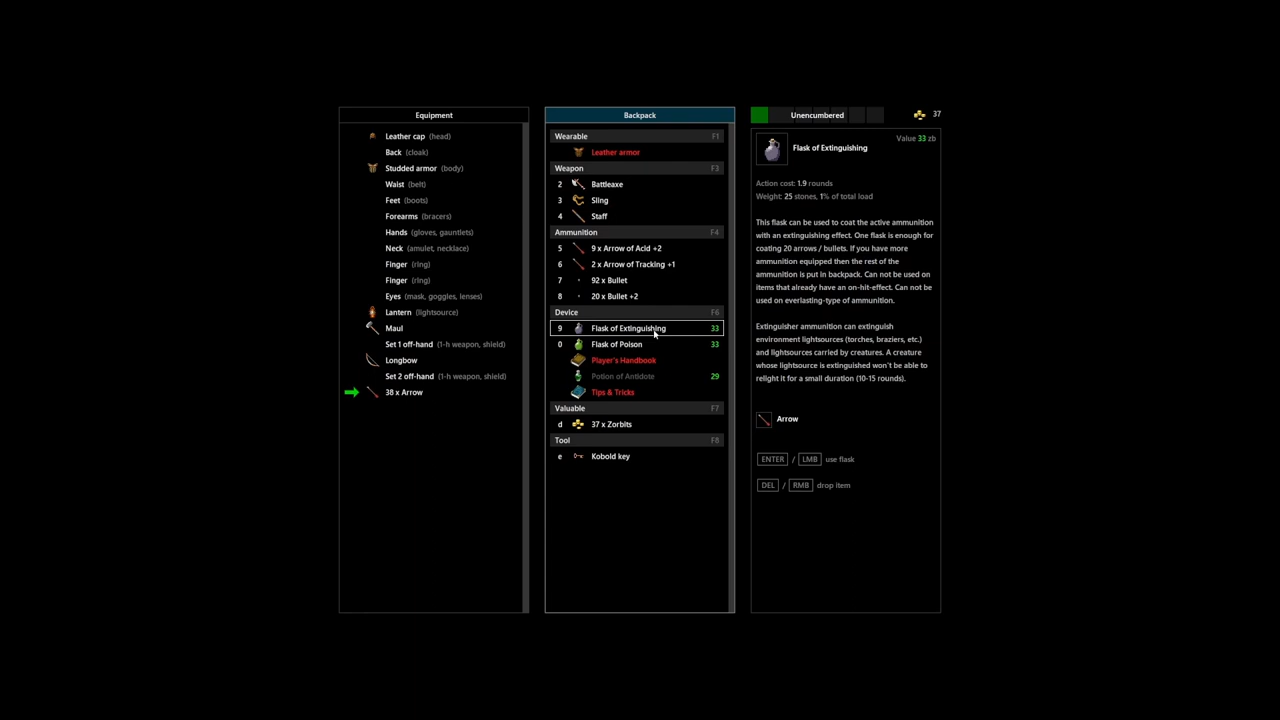 Equipment
Leather cap (head)
Back (cloak)
Studded armor (body)
Waist (belt)
Feet (boots)
Forearms (bracers)
Hands (gloves, gauntlets)
Neck (amulet, necklace)
Finger (ring)
Finger (ring)
Eyes (mask, goggles, lenses)
Lantern (lightsource)
Maul
Set 1 off-hand (1-h weapon, shield)
Longbow
Set 2 off-hand (1-h weapon, shield)
38 x Arrow
Backpack
Wearable F1
Leather armor
Weapon F3
2 Battleaxe
3 Sling
4 Staff
Ammunition F4
5 9 x Arrow of Acid +2
6 2 x Arrow of Tracking +1
7 92 x Bullet
8 20 x Bullet +2
Device F6
9 Flask of Extinguishing 33
0 Flask of Poison 33
Player's Handbook
Potion of Antidote 29
Tips & Tricks
Valuable F7
d 37 x Zorbits
Tool F8
e Kobold key
Unencumbered 37
Value 33 zb
Flask of Extinguishing
Action cost: 1.9 rounds
Weight: 25 stones, 1% of total load
This flask can be used to coat the active ammunition
with an extinguishing effect. One flask is enough for
coating 20 arrows / bullets. If you have more
ammunition equipped then the rest of the
ammunition is put in backpack. Can not be used on
items that already have an on-hit-effect. Can not be
used on everlasting-type of ammunition.
Extinguisher ammunition can extinguish
environment lightsources (torches, braziers, etc.)
and lightsources carried by creatures. A creature
whose lightsource is extinguished won't be able to
relight it for a small duration (10-15 rounds).
Arrow
ENTER / LMB use flask
DEL / RMB drop item